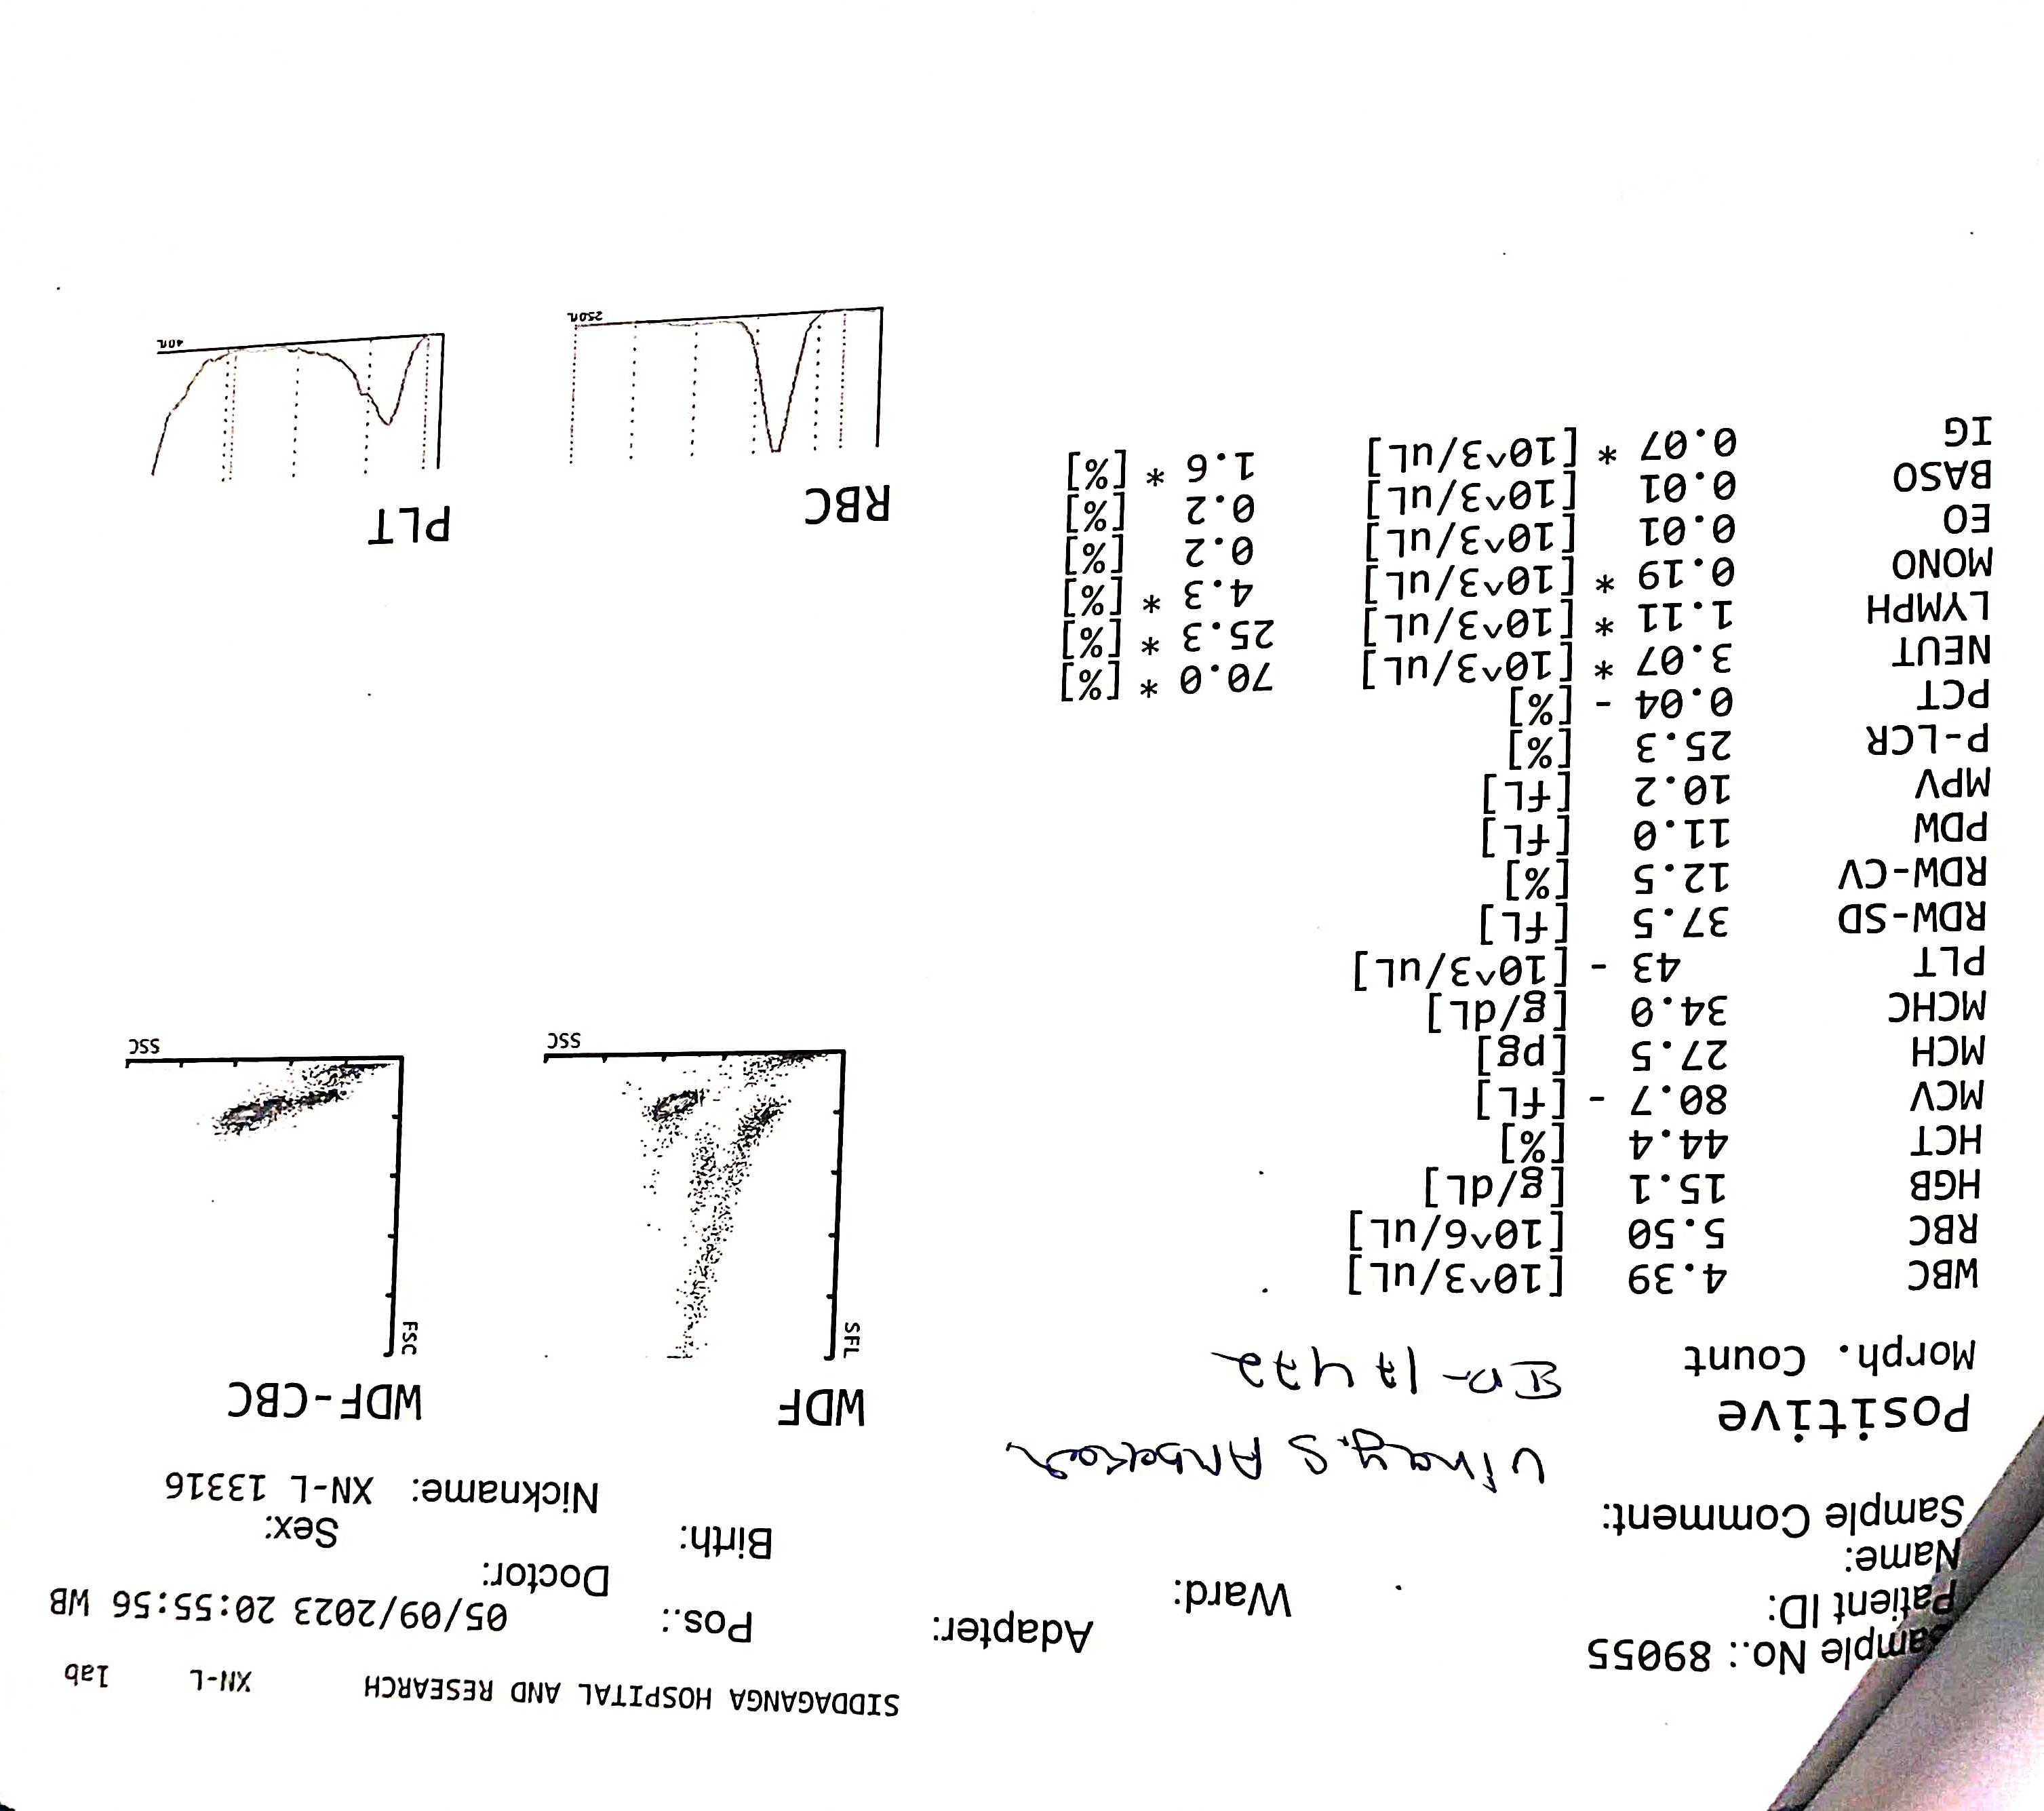 SIDDAGANGA HOSPITAL AND RESEARCH XN-L lab
Sample No.: 89055 Adapter: Pos.: 05/09/2023 20:55:56 WB
Patient ID: Ward: Doctor:
Name: Birth: Sex:
Sample Comment: Nickname: XN-L 13316
Vinay.S Ambekar
ID-17472
Positive
Morph. Count
WBC 4.39 [10^3/uL]
RBC 5.50 [10^6/uL]
HGB 15.1 [g/dL]
HCT 44.4 [%]
MCV 80.7 - [fL]
MCH 27.5 [pg]
MCHC 34.0 [g/dL]
PLT 43 - [10^3/uL]
RDW-SD 37.5 [fL]
RDW-CV 12.5 [%]
PDW 11.0 [fL]
MPV 10.2 [fL]
P-LCR 25.3 [%]
PCT 0.04 - [%]
NEUT 3.07 * [10^3/uL] 70.0 * [%]
LYMPH 1.11 * [10^3/uL] 25.3 * [%]
MONO 0.19 * [10^3/uL] 4.3 * [%]
EO 0.01 [10^3/uL] 0.2 [%]
BASO 0.01 [10^3/uL] 0.2 [%]
IG 0.07 * [10^3/uL] 1.6 * [%]
WDF WDF-CBC
SFL FSC
SSC SSC
RBC PLT
250fL 40fL